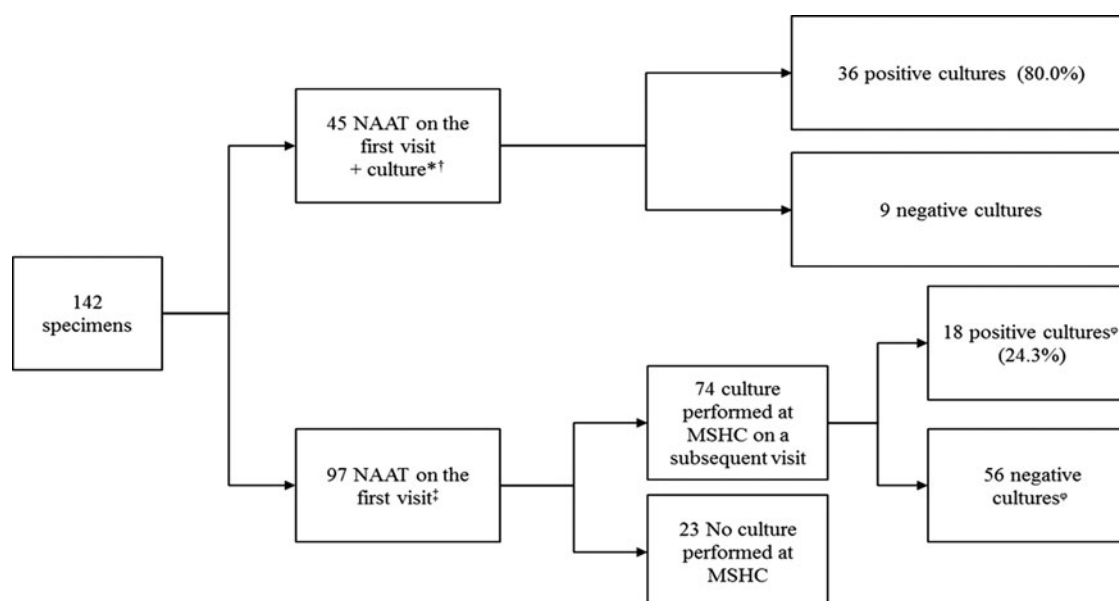 36 positive cultures (80.0%)
45 NAAT on the
first visit
+ culture*†
9 negative cultures
142
specimens
18 positive culturesᵠ
(24.3%)
74 culture
performed at
MSHC on a
subsequent visit
97 NAAT on the
first visit‡
56 negative
culturesᵠ
23 No culture
performed at
MSHC